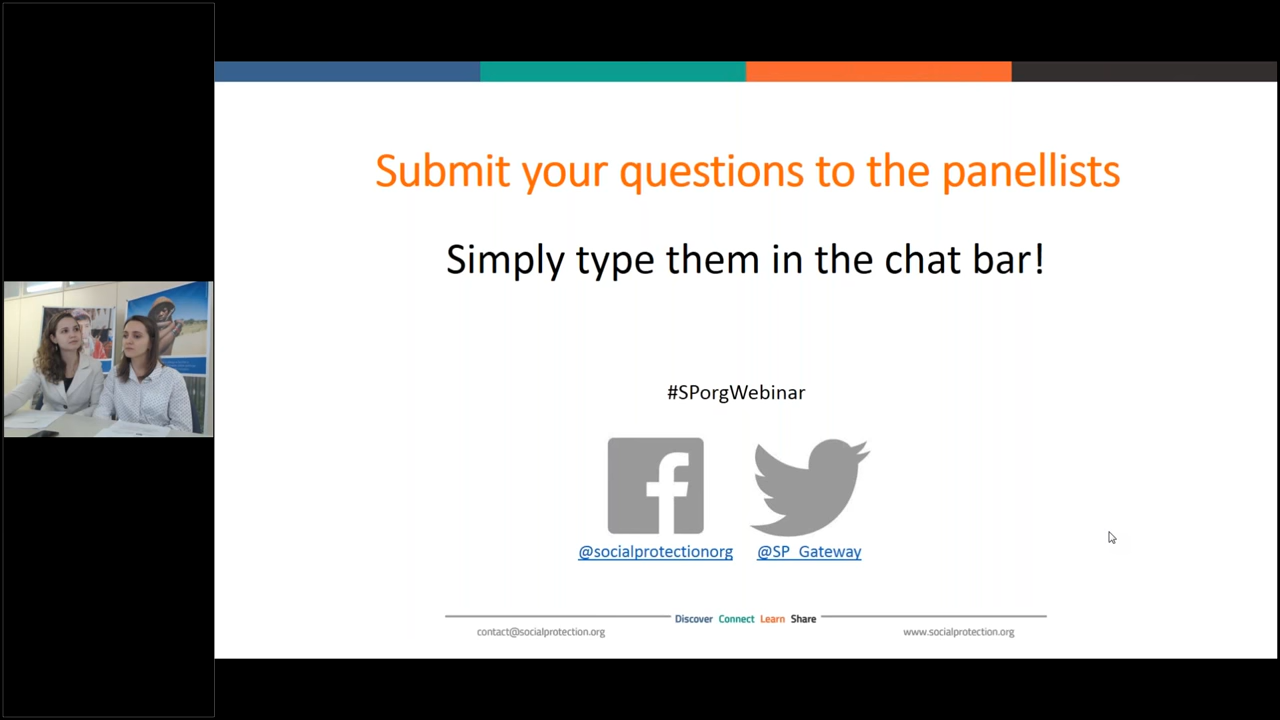 Submit your questions to the panellists
Simply type them in the chat bar!
#SPorgWebinar
@socialprotectionorg @SP_Gateway
Discover Connect Learn Share
contact@socialprotection.org www.socialprotection.org